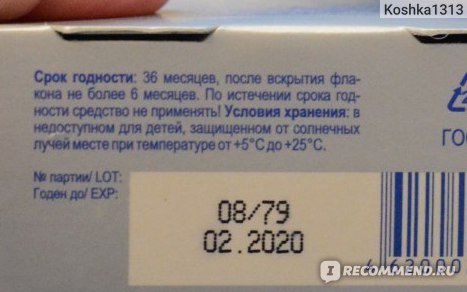 Koshka1313
Срок годности: 36 месяцев, после вскрытия фла-
кона не более 6 месяцев. По истечении срока год-
ности средство не применять! Условия хранения: в
недоступном для детей, защищенном от солнечных
лучей месте при температуре от +5°C до +25°C.
№ партии/ LOT:
Годен до/ EXP:
08/79
02.2020
ГОС
I RECOMMEND.RU